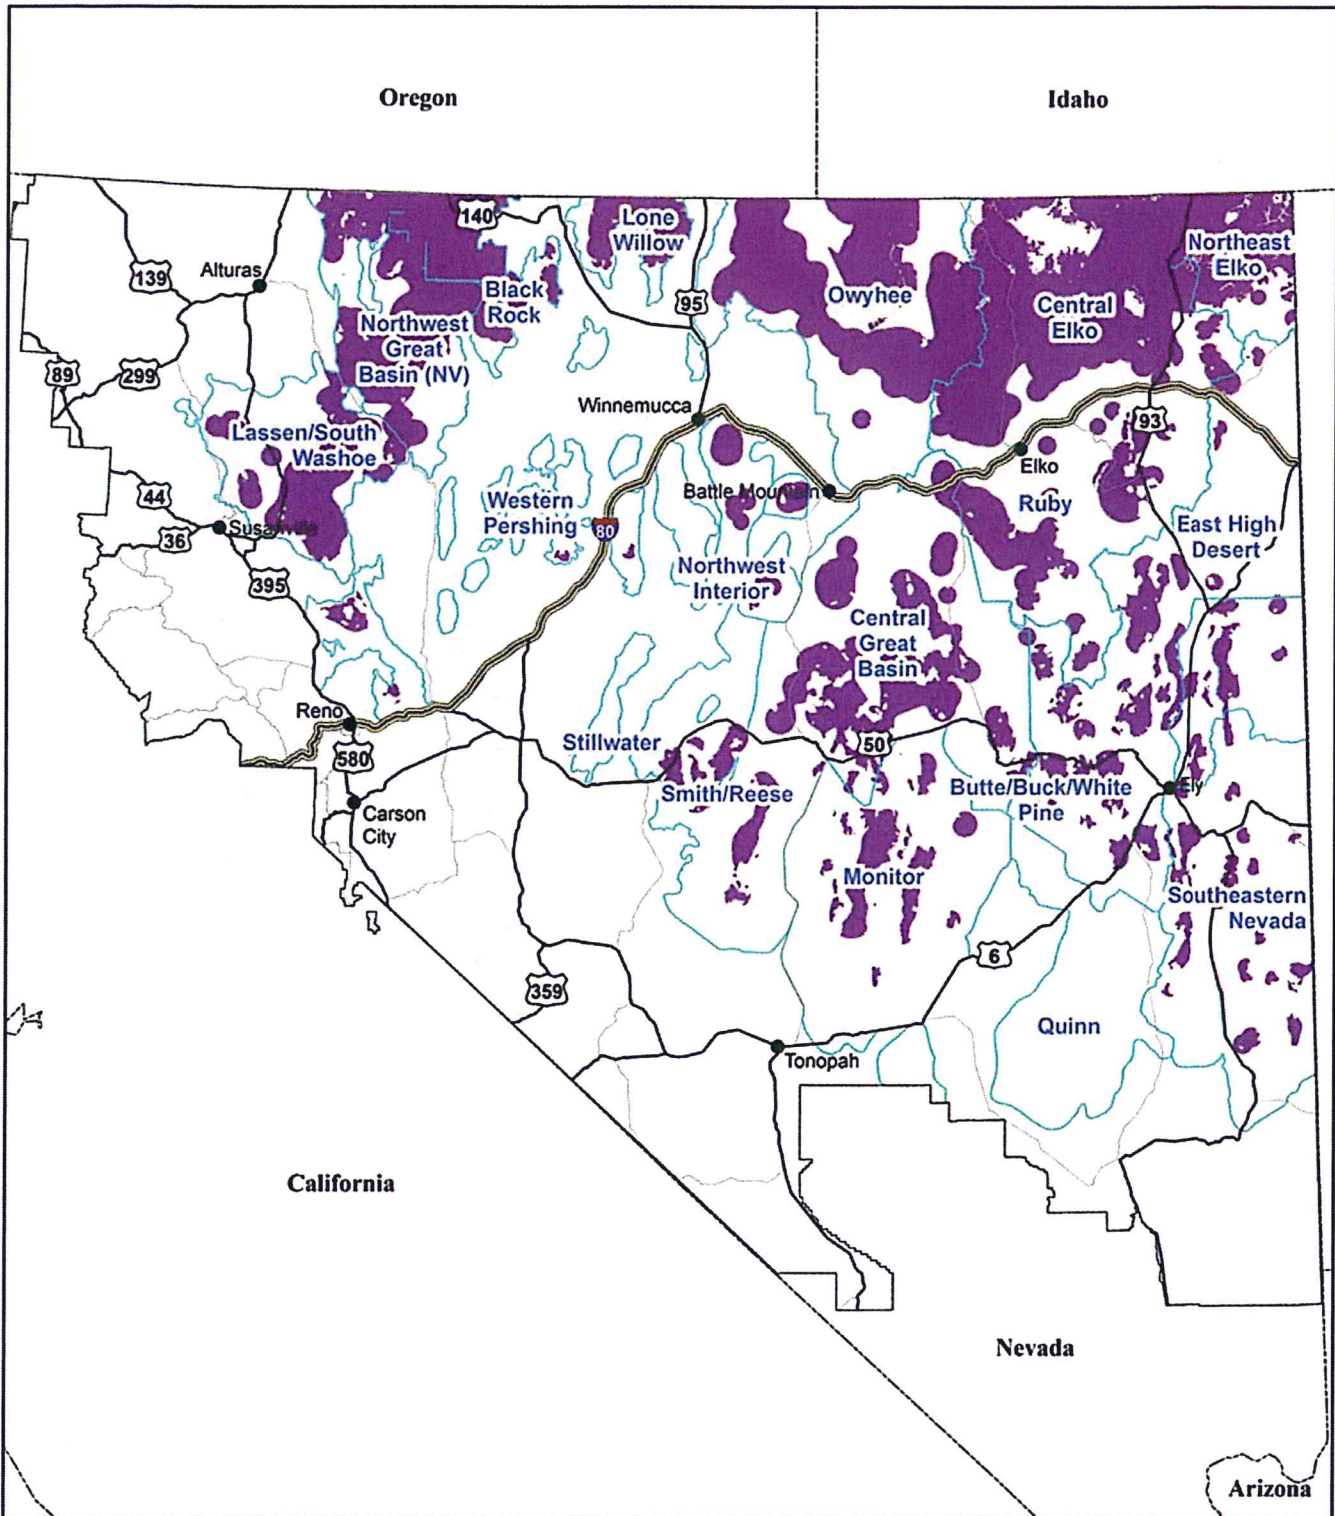 Oregon
Idaho
140
Lone
Willow
Northeast
Elko
139
Alturas
Black
Rock
95
Owyhee
Central
Elko
Northwest
Great
Basin (NV)
89
299
Winnemucca
93
Lassen/South
Washoe
Elko
44
Battle Mountain
Ruby
Western
Pershing
36
Susanville
80
East High
Desert
395
Northwest
Interior
Central
Great
Basin
Reno
580
Stillwater
50
Smith/Reese
Butte/Buck/White
Pine
Ely
Carson
City
Monitor
Southeastern
Nevada
6
359
Quinn
Tonopah
California
Nevada
Arizona